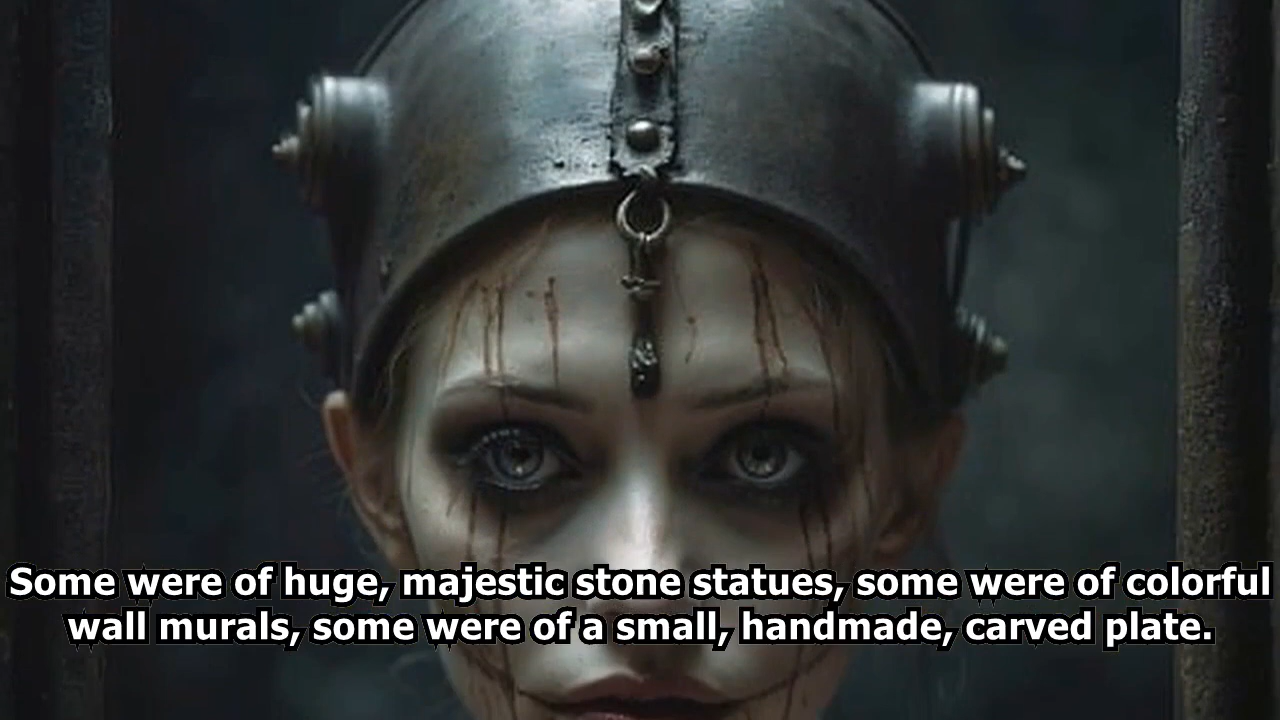 Some were of huge, majestic stone statues, some were of colorful
wall murals, some were of a small, handmade, carved plate.